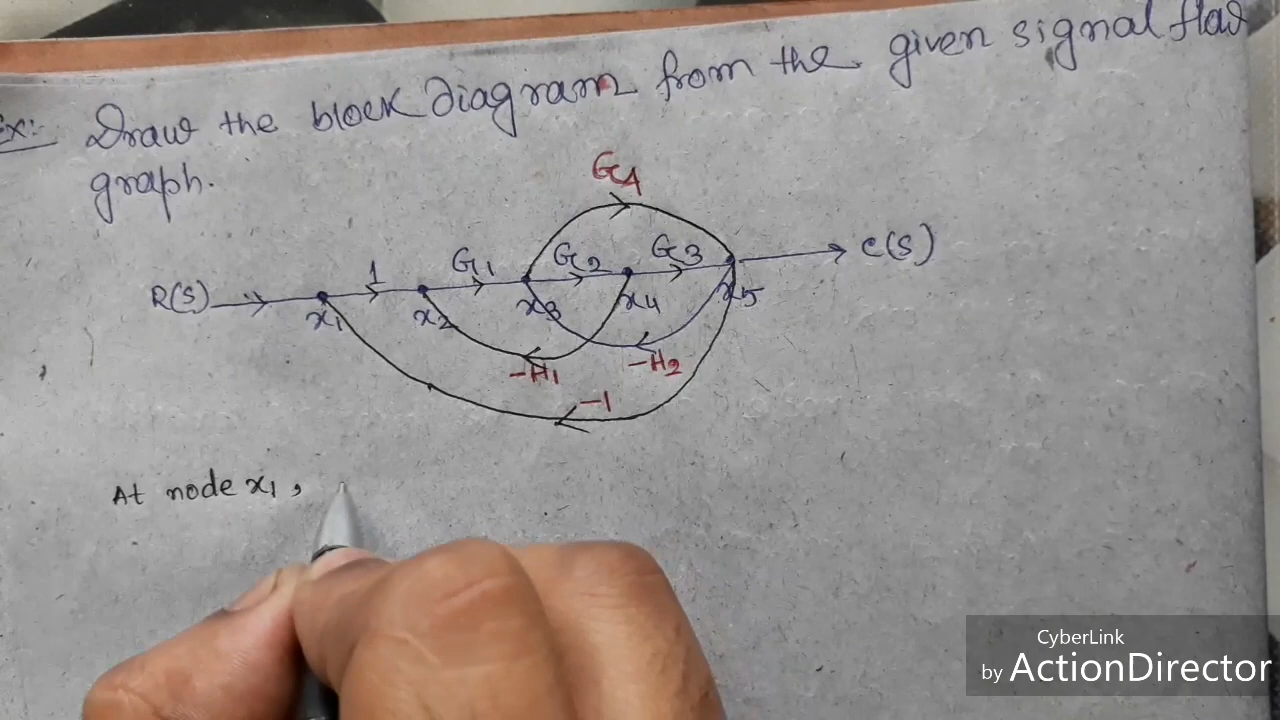 Ex:- Draw the block diagram from the given signal flow
graph.
G4
R(s) 1 G1 G2 G3 C(s)
x1 x2 x3 x4 x5
-H1 -H2
-1
At node x1,
CyberLink
by ActionDirector